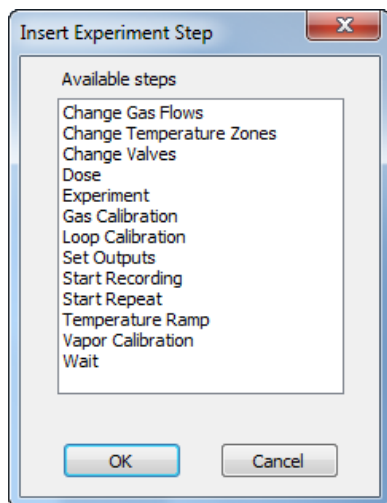 Insert Experiment Step
Available steps
Change Gas Flows
Change Temperature Zones
Change Valves
Dose
Experiment
Gas Calibration
Loop Calibration
Set Outputs
Start Recording
Start Repeat
Temperature Ramp
Vapor Calibration
Wait
OK Cancel